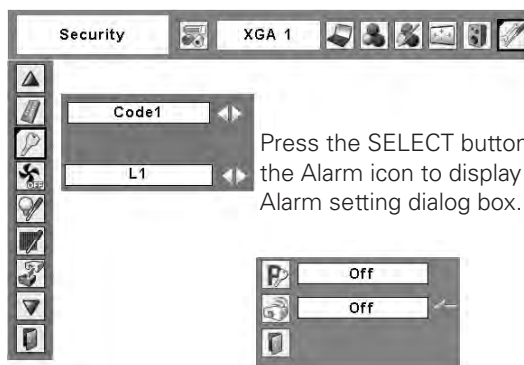 Security
XGA 1
Code1
L1
OFF
Press the SELECT button
the Alarm icon to display
Alarm setting dialog box.
P
Off
Off